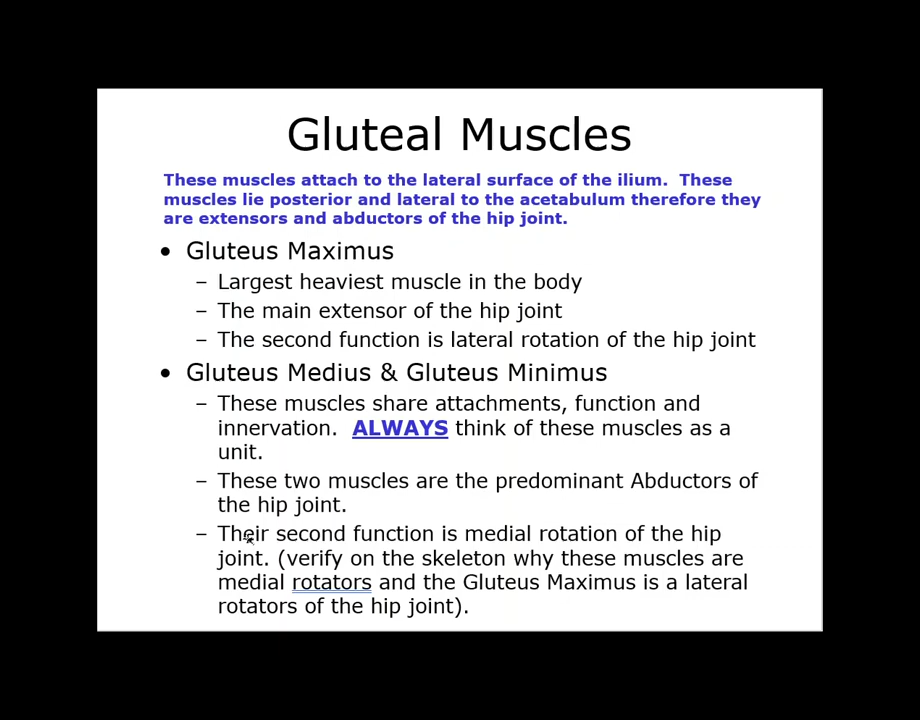 Gluteal Muscles
These muscles attach to the lateral surface of the ilium.  These
muscles lie posterior and lateral to the acetabulum therefore they
are extensors and abductors of the hip joint.
• Gluteus Maximus
– Largest heaviest muscle in the body
– The main extensor of the hip joint
– The second function is lateral rotation of the hip joint
• Gluteus Medius & Gluteus Minimus
– These muscles share attachments, function and
innervation.  ALWAYS think of these muscles as a
unit.
– These two muscles are the predominant Abductors of
the hip joint.
– Their second function is medial rotation of the hip
joint. (verify on the skeleton why these muscles are
medial rotators and the Gluteus Maximus is a lateral
rotators of the hip joint).